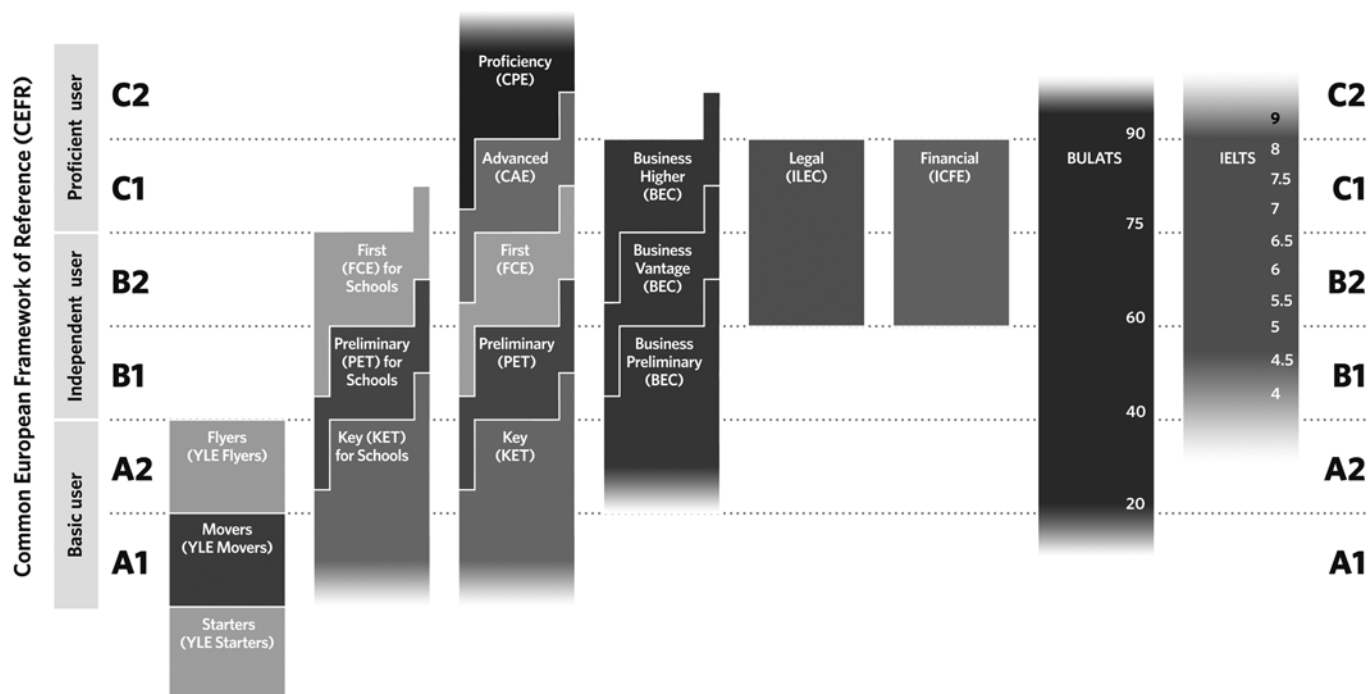 Common European Framework of Reference (CEFR)
Proficient user
Independent user
Basic user
C2
C1
B2
B1
A2
A1
Flyers
(YLE Flyers)
Movers
(YLE Movers)
Starters
(YLE Starters)
First
(FCE) for
Schools
Preliminary
(PET) for
Schools
Key (KET)
for Schools
Proficiency
(CPE)
Advanced
(CAE)
First
(FCE)
Preliminary
(PET)
Key
(KET)
Business
Higher
(BEC)
Business
Vantage
(BEC)
Business
Preliminary
(BEC)
Legal
(ILEC)
Financial
(ICFE)
BULATS
90
75
60
40
20
IELTS
9
8
7.5
7
6.5
6
5.5
5
4.5
4
C2
C1
B2
B1
A2
A1